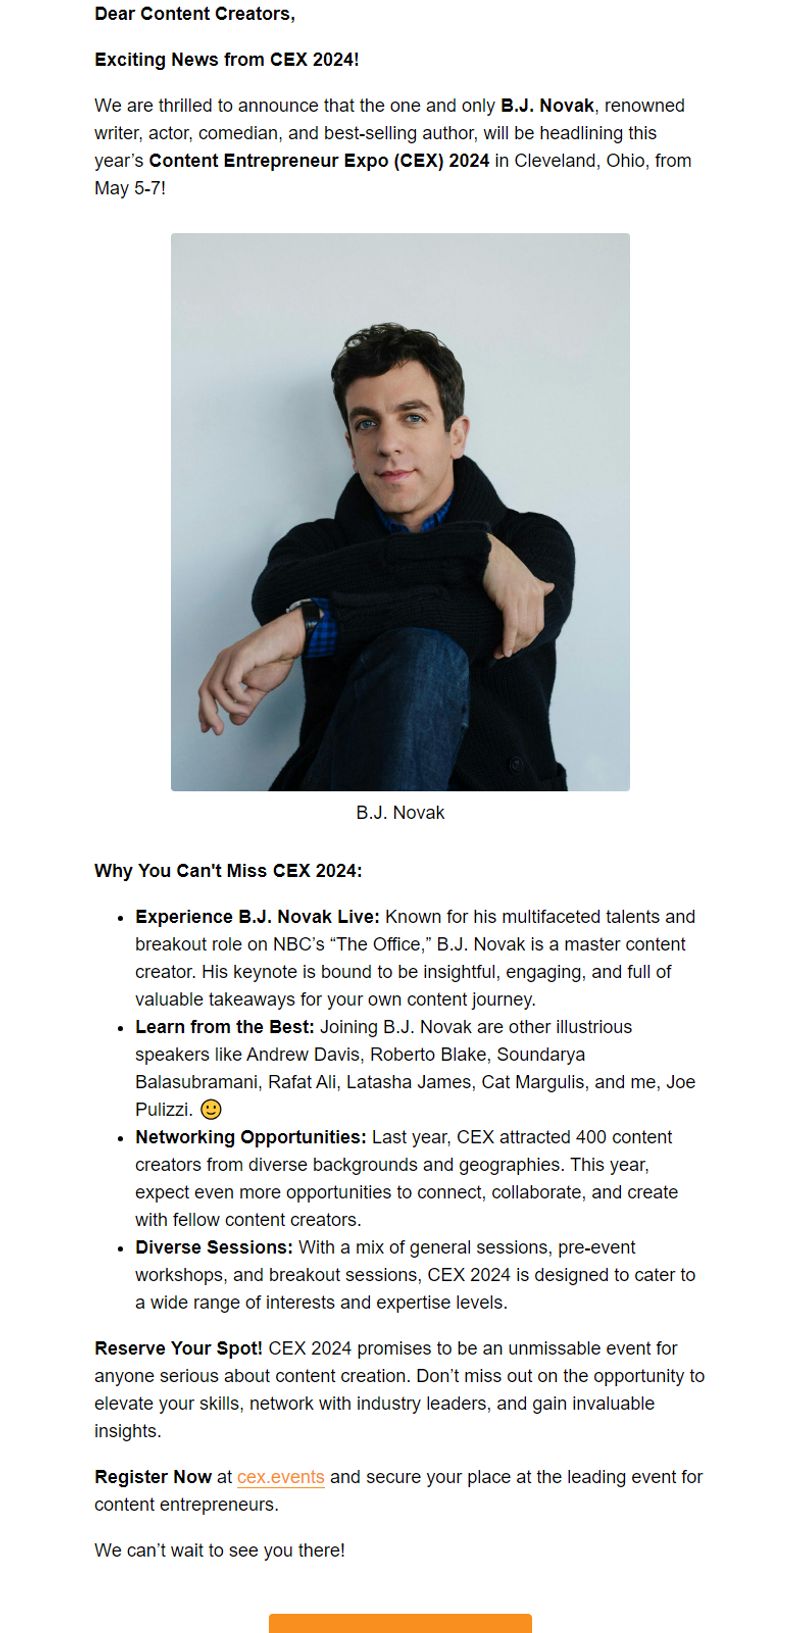 Dear Content Creators,
Exciting News from CEX 2024!
We are thrilled to announce that the one and only B.J. Novak, renowned
writer, actor, comedian, and best-selling author, will be headlining this
year’s Content Entrepreneur Expo (CEX) 2024 in Cleveland, Ohio, from
May 5-7!
B.J. Novak
Why You Can't Miss CEX 2024:
• Experience B.J. Novak Live: Known for his multifaceted talents and
breakout role on NBC’s “The Office,” B.J. Novak is a master content
creator. His keynote is bound to be insightful, engaging, and full of
valuable takeaways for your own content journey.
• Learn from the Best: Joining B.J. Novak are other illustrious
speakers like Andrew Davis, Roberto Blake, Soundarya
Balasubramani, Rafat Ali, Latasha James, Cat Margulis, and me, Joe
Pulizzi. 🙂
• Networking Opportunities: Last year, CEX attracted 400 content
creators from diverse backgrounds and geographies. This year,
expect even more opportunities to connect, collaborate, and create
with fellow content creators.
• Diverse Sessions: With a mix of general sessions, pre-event
workshops, and breakout sessions, CEX 2024 is designed to cater to
a wide range of interests and expertise levels.
Reserve Your Spot! CEX 2024 promises to be an unmissable event for
anyone serious about content creation. Don’t miss out on the opportunity to
elevate your skills, network with industry leaders, and gain invaluable
insights.
Register Now at cex.events and secure your place at the leading event for
content entrepreneurs.
We can’t wait to see you there!